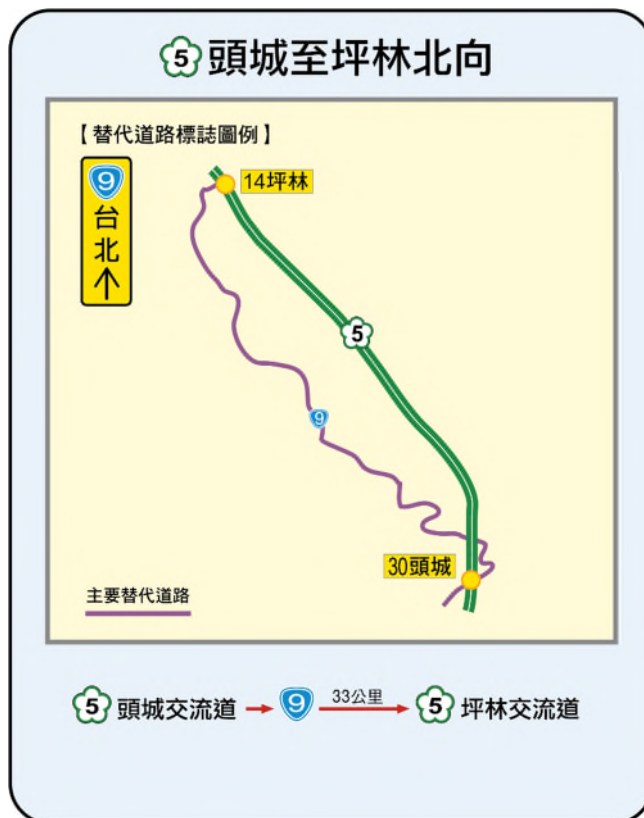 5 頭城至坪林北向
【替代道路標誌圖例】
9
台
北
14坪林
5
9
30頭城
主要替代道路
5 頭城交流道 9 33公里 5 坪林交流道